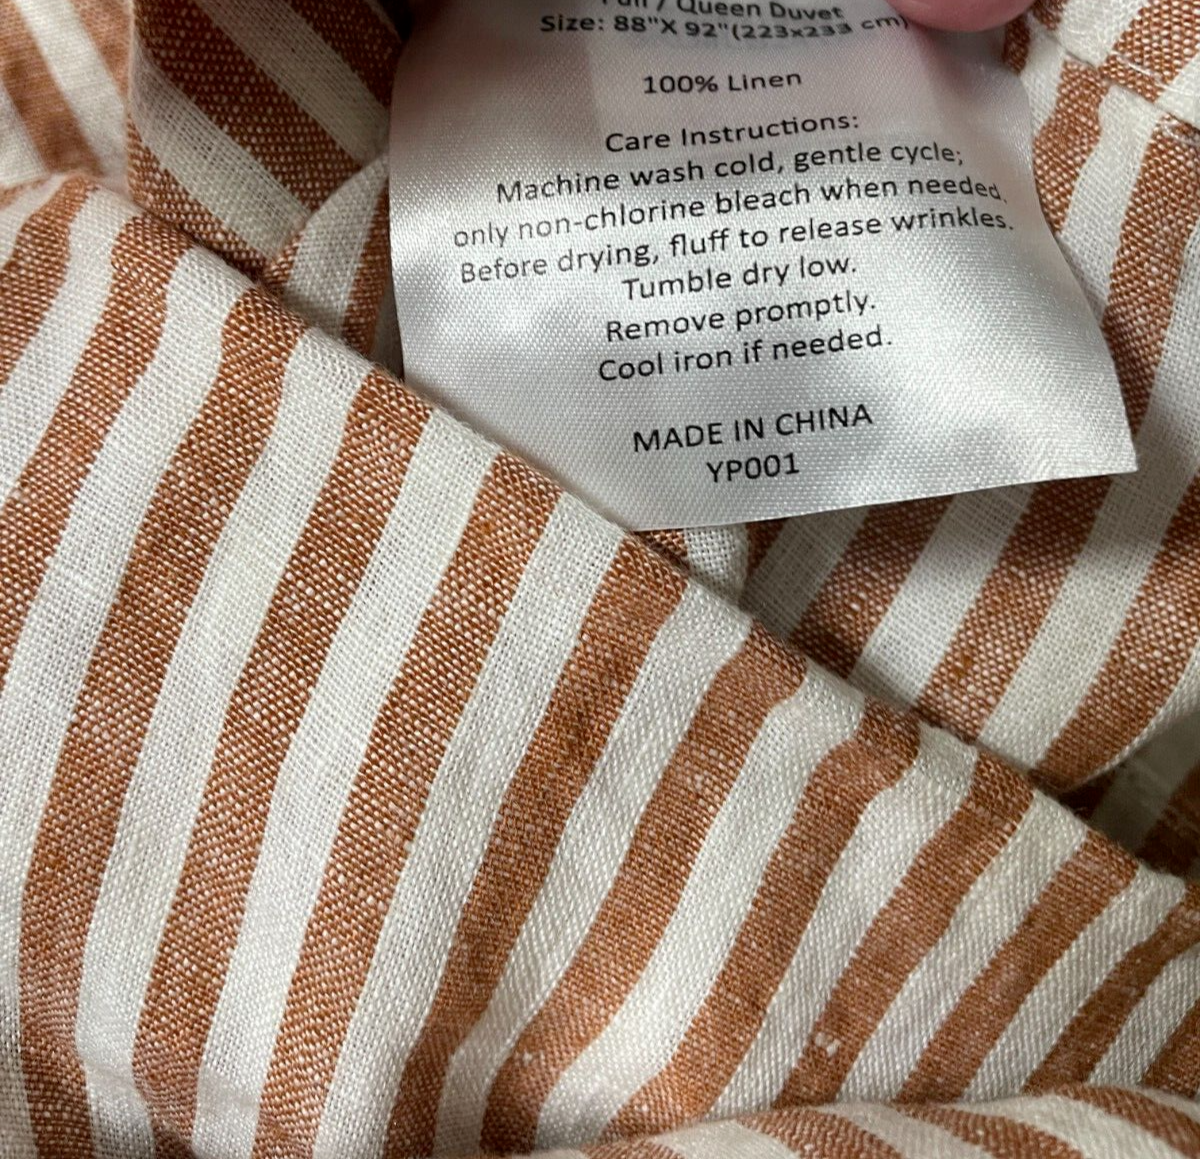 Full / Queen Duvet
Size: 88"X 92"(223x233 cm)
100% Linen
Care Instructions:
Machine wash cold, gentle cycle;
only non-chlorine bleach when needed.
Before drying, fluff to release wrinkles.
Tumble dry low.
Remove promptly.
Cool iron if needed.
MADE IN CHINA
YP001